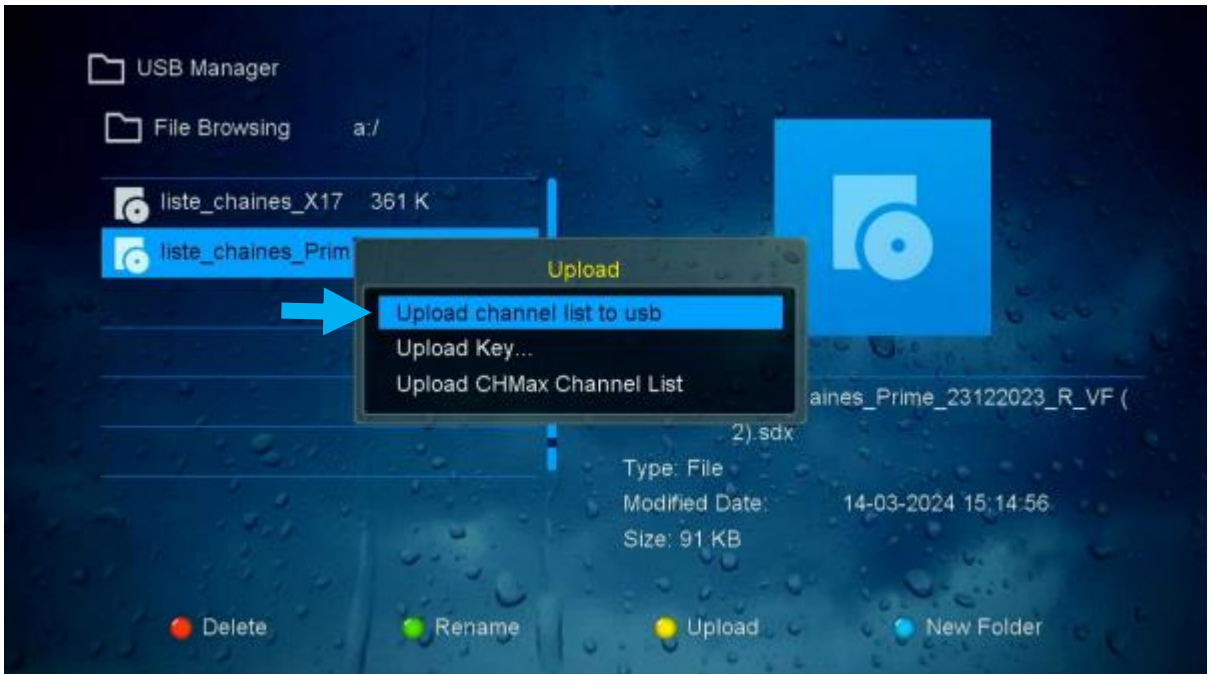 USB Manager
File Browsing a:/
liste_chaines_X17 361 K
liste_chaines_Prim
Upload
Upload channel list to usb
Upload Key...
Upload CHMax Channel List
aines_Prime_23122023_R_VF (
2).sdx
Type: File
Modified Date: 14-03-2024 15:14:56
Size: 91 KB
Delete Rename Upload New Folder